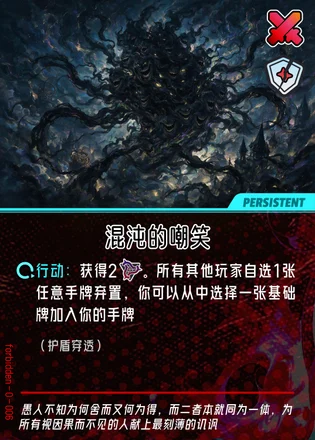 PERSISTENT
混沌的嘲笑
行动：获得2。所有其他玩家自选1张
任意手牌弃置，你可以从中选择一张基础
牌加入你的手牌
（护盾穿透）
forbidden-0-006
愚人不知为何舍而又何为得，而二者本就同为一体，为
所有视因果而不见的人献上最刻薄的讥讽